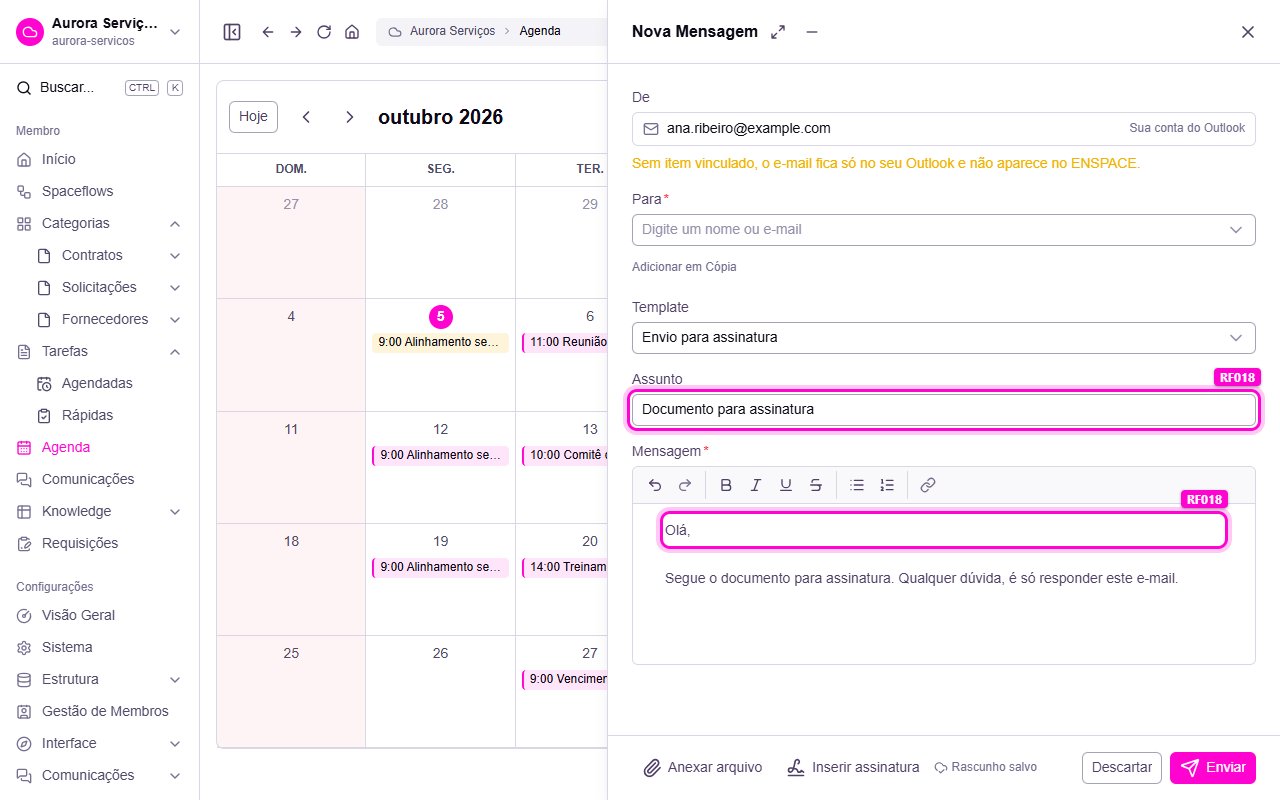 Aurora Serviç...
aurora-servicos
Buscar...
CTRL K
Membro
Início
Spaceflows
Categorias
Contratos
Solicitações
Fornecedores
Tarefas
Agendadas
Rápidas
Agenda
Comunicações
Knowledge
Requisições
Configurações
Visão Geral
Sistema
Estrutura
Gestão de Membros
Interface
Comunicações
Aurora Serviços > Agenda
Hoje
outubro 2026
DOM. SEG. TER.
27 28 29
4 5 6
9:00 Alinhamento se... 11:00 Reunião
11 12 13
9:00 Alinhamento se... 10:00 Comitê
18 19 20
9:00 Alinhamento se... 14:00 Treinam
25 26 27
9:00 Vencimen
Nova Mensagem
De
ana.ribeiro@example.com Sua conta do Outlook
Sem item vinculado, o e-mail fica só no seu Outlook e não aparece no ENSPACE.
Para*
Digite um nome ou e-mail
Adicionar em Cópia
Template
Envio para assinatura
Assunto RF018
Documento para assinatura
Mensagem*
B I U S
RF018
Olá,
Segue o documento para assinatura. Qualquer dúvida, é só responder este e-mail.
Anexar arquivo Inserir assinatura Rascunho salvo Descartar Enviar